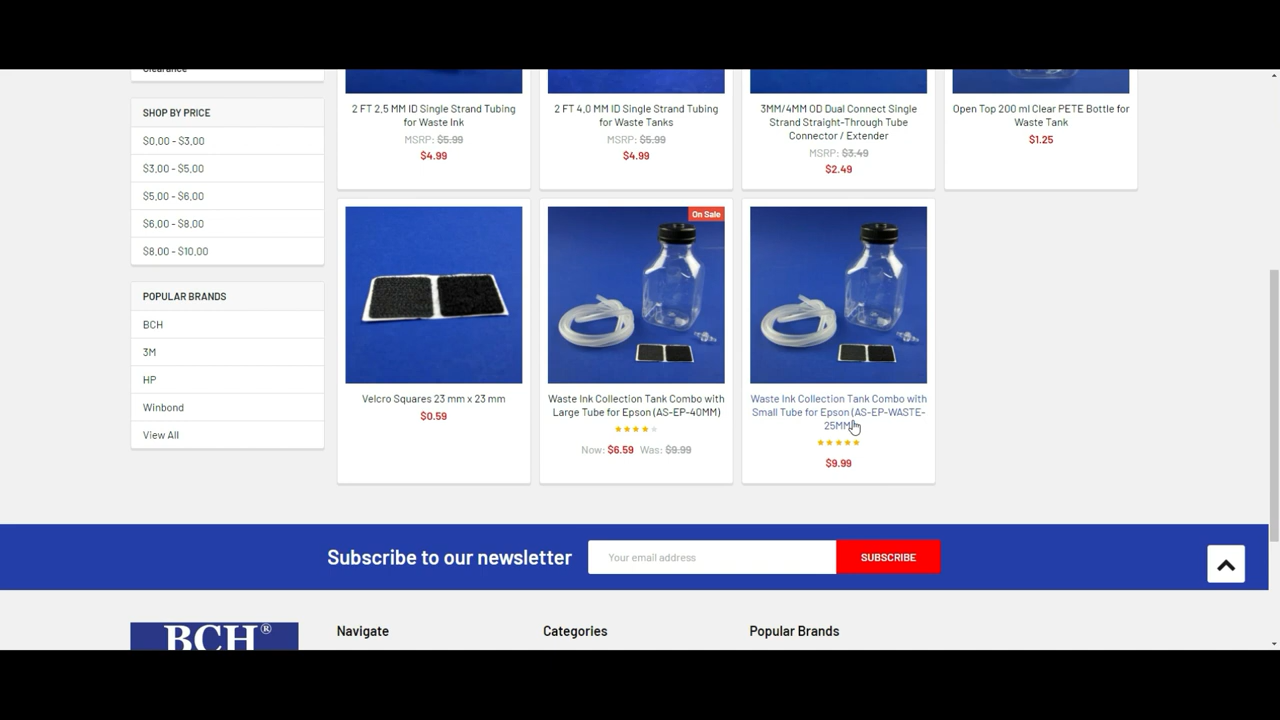 Clearance
SHOP BY PRICE
$0.00 - $3.00
$3.00 - $5.00
$5.00 - $6.00
$6.00 - $8.00
$8.00 - $10.00
POPULAR BRANDS
BCH
3M
HP
Winbond
View All
2 FT 2.5 MM ID Single Strand Tubing
for Waste Ink
MSRP: $5.99
$4.99
2 FT 4.0 MM ID Single Strand Tubing
for Waste Tanks
MSRP: $5.99
$4.99
3MM/4MM OD Dual Connect Single
Strand Straight-Through Tube
Connector / Extender
MSRP: $3.49
$2.49
Open Top 200 ml Clear PETE Bottle for
Waste Tank
$1.25
Velcro Squares 23 mm x 23 mm
$0.59
On Sale
Waste Ink Collection Tank Combo with
Large Tube for Epson (AS-EP-40MM)
Now: $6.59 Was: $9.99
Waste Ink Collection Tank Combo with
Small Tube for Epson (AS-EP-WASTE-
25MM)
$9.99
Subscribe to our newsletter
Your email address
SUBSCRIBE
BCH®
Navigate
Categories
Popular Brands